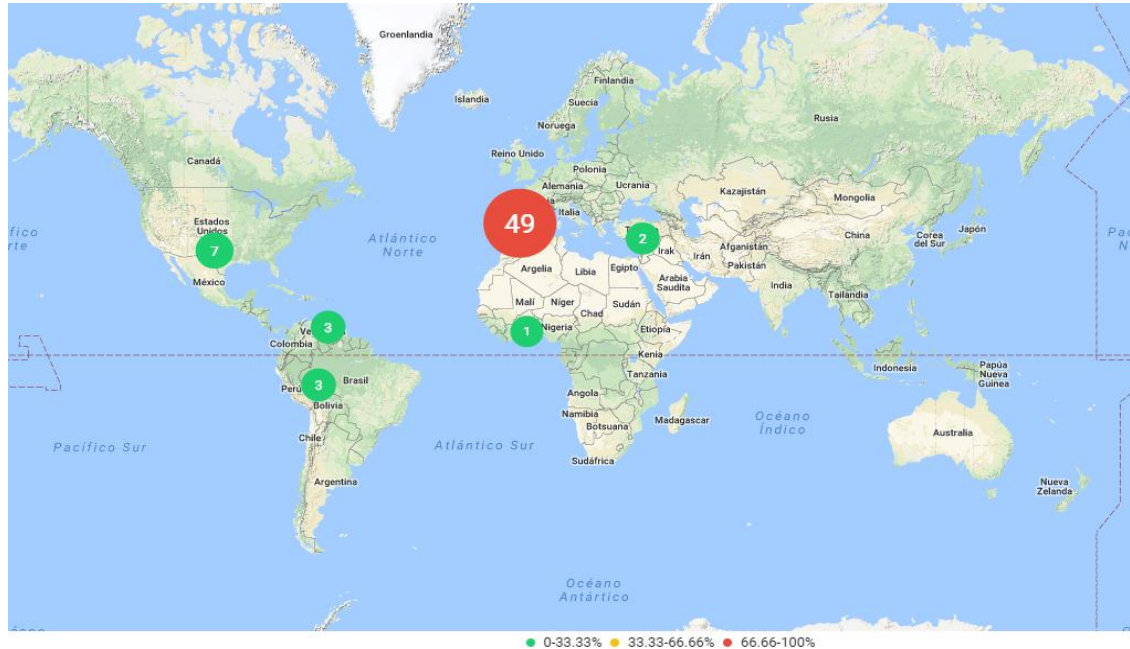 Groenlandia
Islandia
Finlandia
Suecia
Noruega
Rusia
Canadá
Reino Unido
Polonia
Alemania
Ucrania
Kazajistán
Mongolia
Estados
Unidos
Italia
49
Atlántico
Norte
7
2
Irak
Irán
Afganistán
Pakistán
China
Corea
del Sur
Japón
México
Argelia
Libia
Egipto
Arabia
Saudita
India
Tailandia
Malí
Níger
Chad
Sudán
3
Colombia
1
Nigeria
Etiopía
Kenia
Tanzania
Indonesia
Papúa
Nueva
Guinea
3
Perú
Brasil
Bolivia
Angola
Namibia
Botsuana
Madagascar
Océano
Índico
Australia
Chile
Pacífico Sur
Atlántico Sur
Sudáfrica
Argentina
Nueva
Zelanda
Océano
Antártico
0-33.33% 33.33-66.66% 66.66-100%